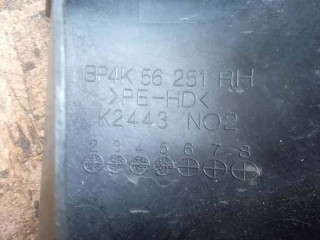 BP4K 56 251 RH
>PE-HD<
K2443 NO2
2 3 4 5 6 7 8